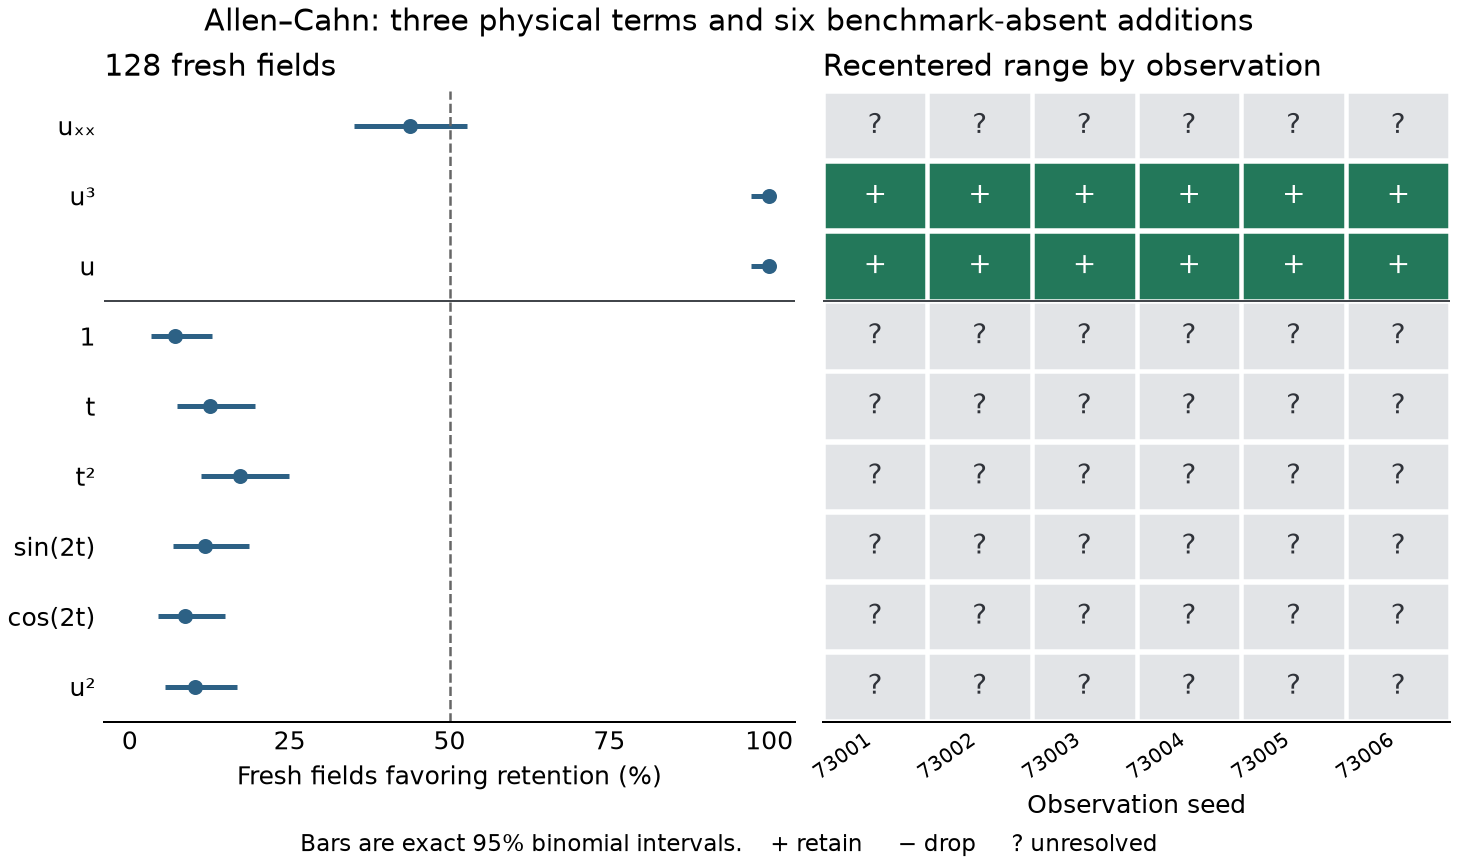 Allen–Cahn: three physical terms and six benchmark-absent additions
128 fresh fields
Recentered range by observation
uₓₓ ? ? ? ? ? ?
u³ + + + + + +
u + + + + + +
1 ? ? ? ? ? ?
t ? ? ? ? ? ?
t² ? ? ? ? ? ?
sin(2t) ? ? ? ? ? ?
cos(2t) ? ? ? ? ? ?
u² ? ? ? ? ? ?
0 25 50 75 100
73001 73002 73003 73004 73005 73006
Fresh fields favoring retention (%)
Observation seed
Bars are exact 95% binomial intervals. + retain − drop ? unresolved